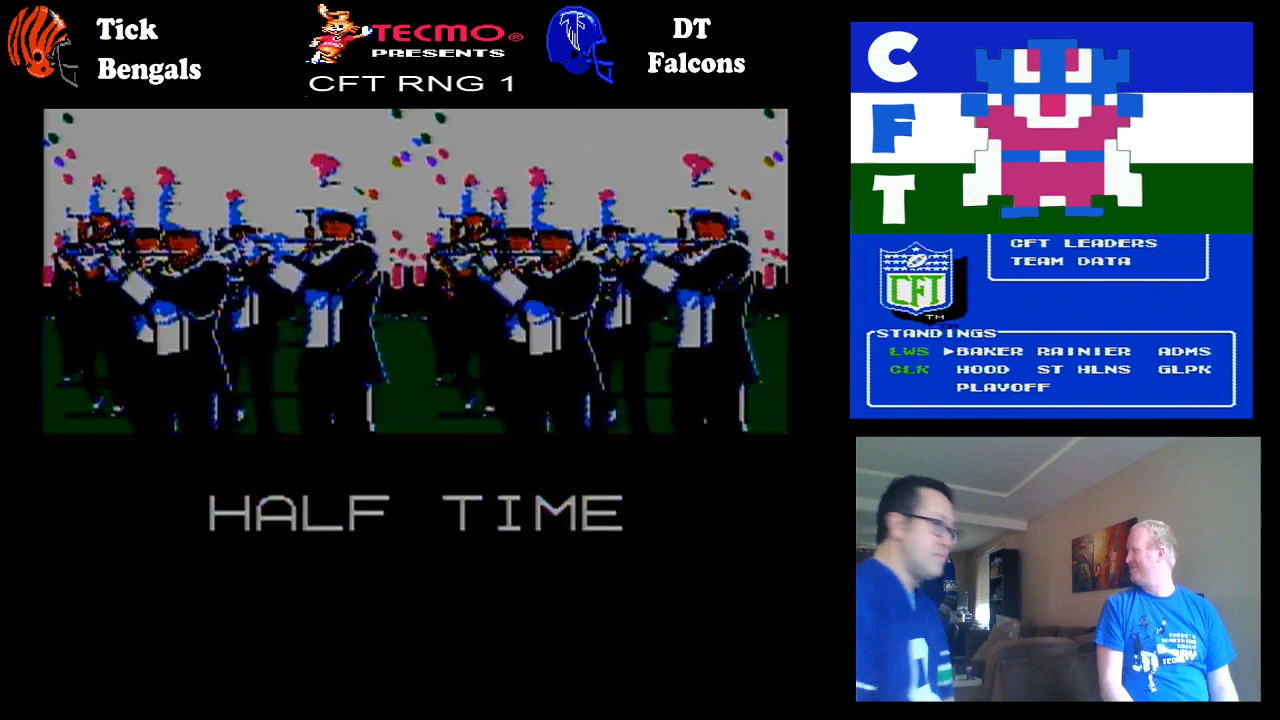 Tick
Bengals
TECMO®
PRESENTS
CFT RNG 1
DT
Falcons
HALF TIME
C
F
T
CFT LEADERS
TEAM DATA
CFT
TM
STANDINGS
LWS ▶BAKER RAINIER ADMS
CLK HOOD ST HLNS GLPK
PLAYOFF